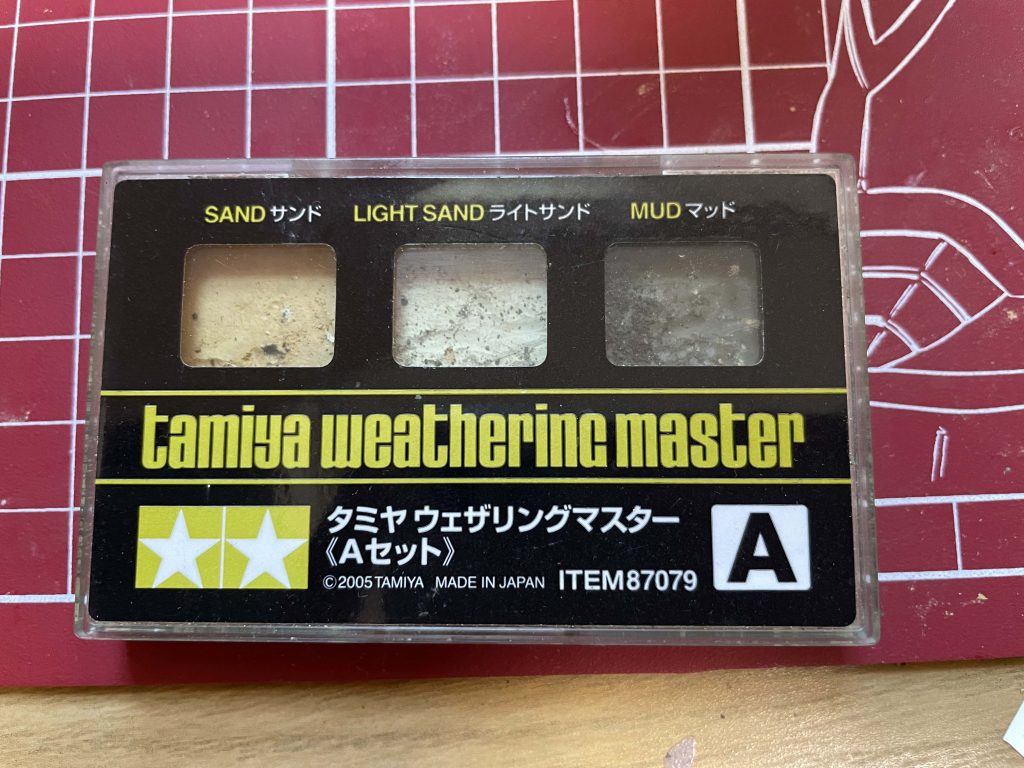 SAND サンド LIGHT SAND ライトサンド MUD マッド
tamiya weathering master
タミヤ ウェザリングマスター
《Aセット》
©2005 TAMIYA MADE IN JAPAN ITEM87079
A